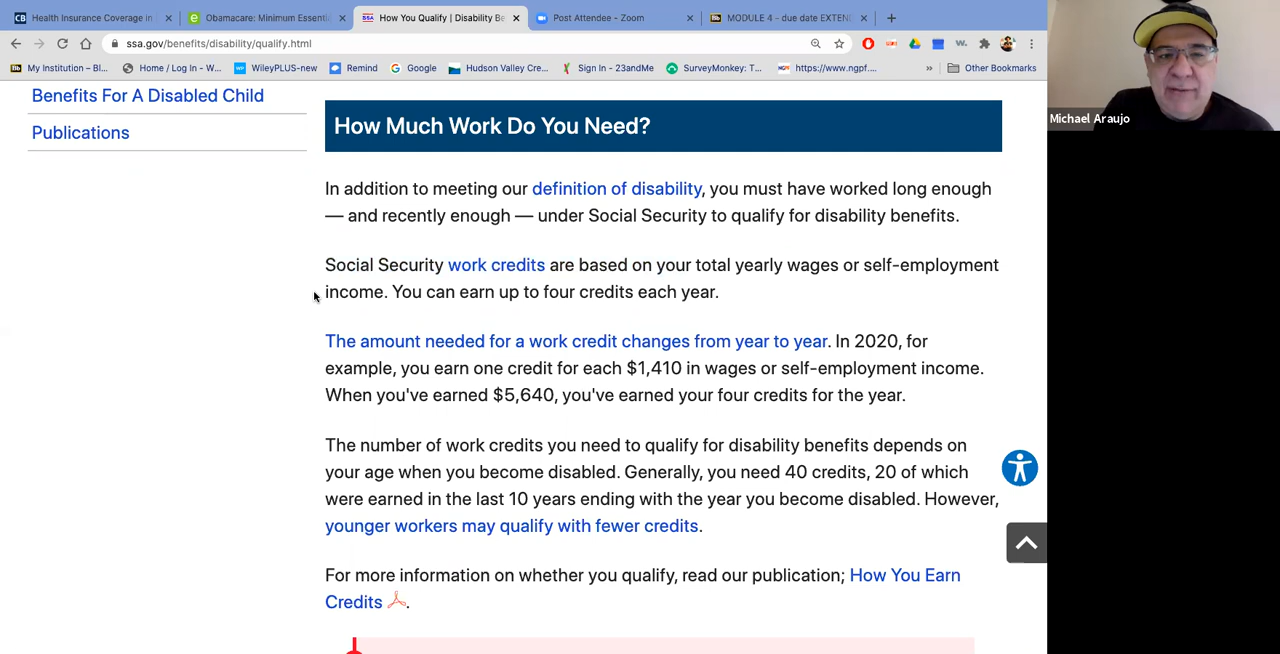 Health Insurance Coverage in
Obamacare: Minimum Essenti
How You Qualify | Disability Be
Post Attendee - Zoom
MODULE 4 - due date EXTEN
ssa.gov/benefits/disability/qualify.html
My Institution – Bl...
Home / Log In - W...
WileyPLUS-new
Remind
Google
Hudson Valley Cre...
Sign In - 23andMe
SurveyMonkey: T...
https://www.ngpf....
Other Bookmarks
Michael Araujo
Benefits For A Disabled Child
Publications
How Much Work Do You Need?
In addition to meeting our definition of disability, you must have worked long enough
— and recently enough — under Social Security to qualify for disability benefits.
Social Security work credits are based on your total yearly wages or self-employment
income. You can earn up to four credits each year.
The amount needed for a work credit changes from year to year. In 2020, for
example, you earn one credit for each $1,410 in wages or self-employment income.
When you've earned $5,640, you've earned your four credits for the year.
The number of work credits you need to qualify for disability benefits depends on
your age when you become disabled. Generally, you need 40 credits, 20 of which
were earned in the last 10 years ending with the year you become disabled. However,
younger workers may qualify with fewer credits.
For more information on whether you qualify, read our publication; How You Earn
Credits.